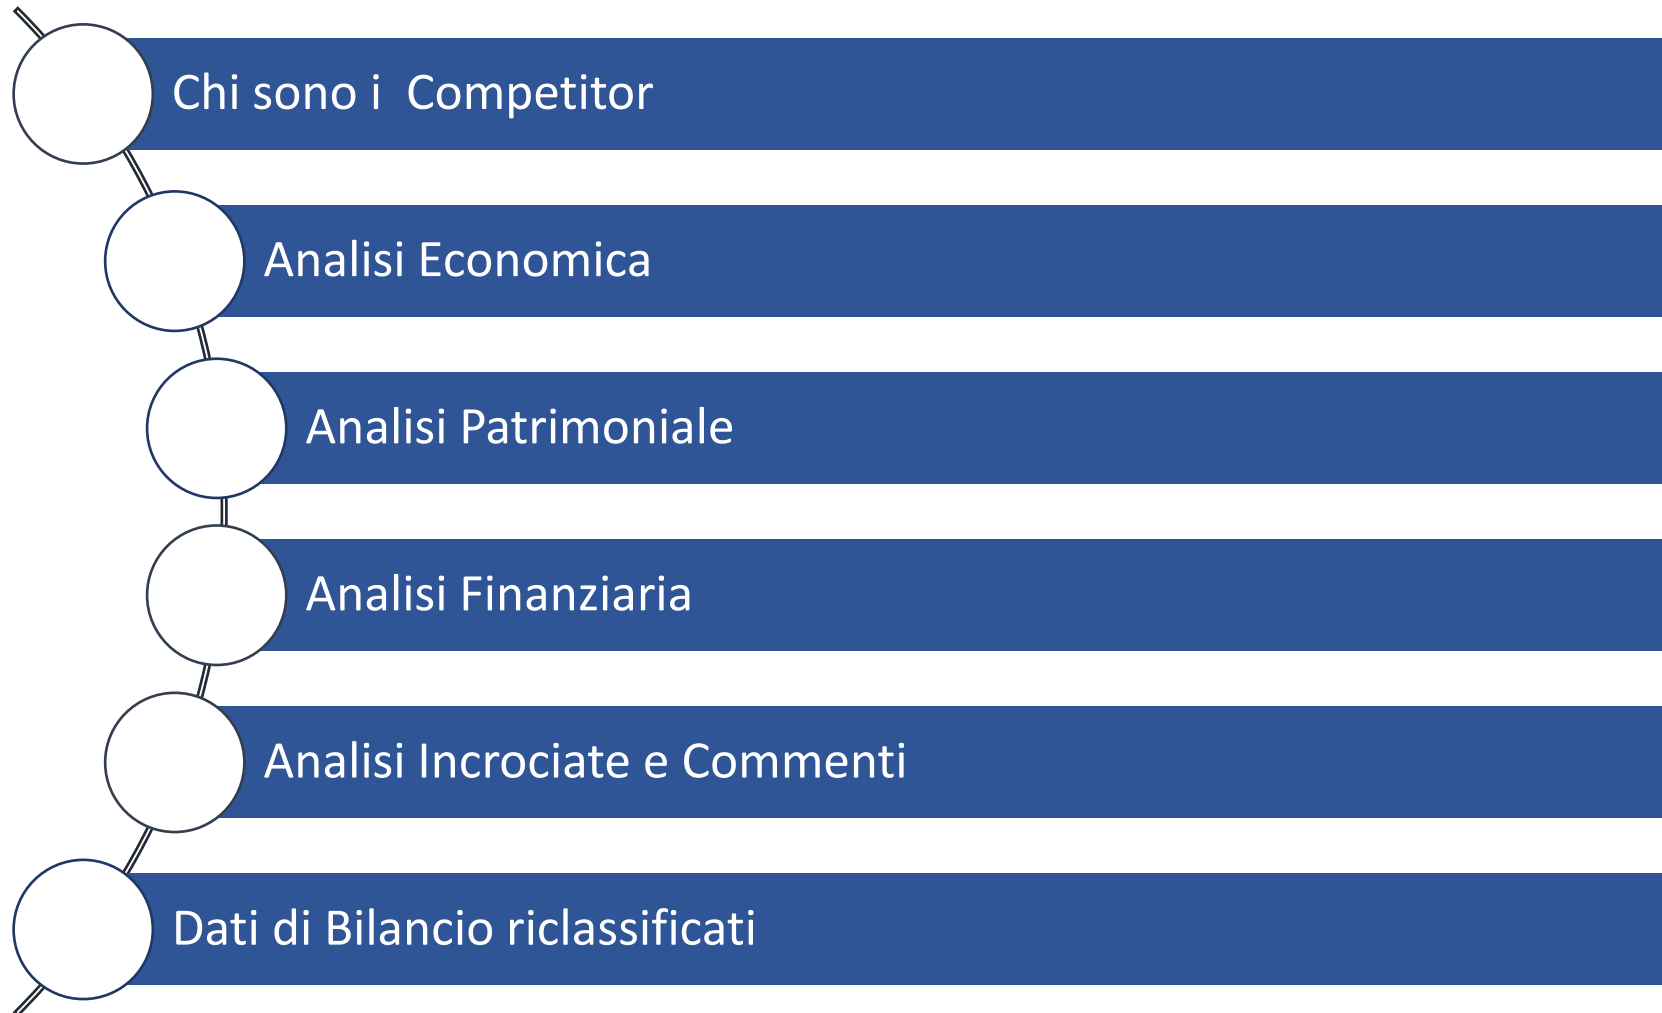 Chi sono i  Competitor
Analisi Economica
Analisi Patrimoniale
Analisi Finanziaria
Analisi Incrociate e Commenti
Dati di Bilancio riclassificati